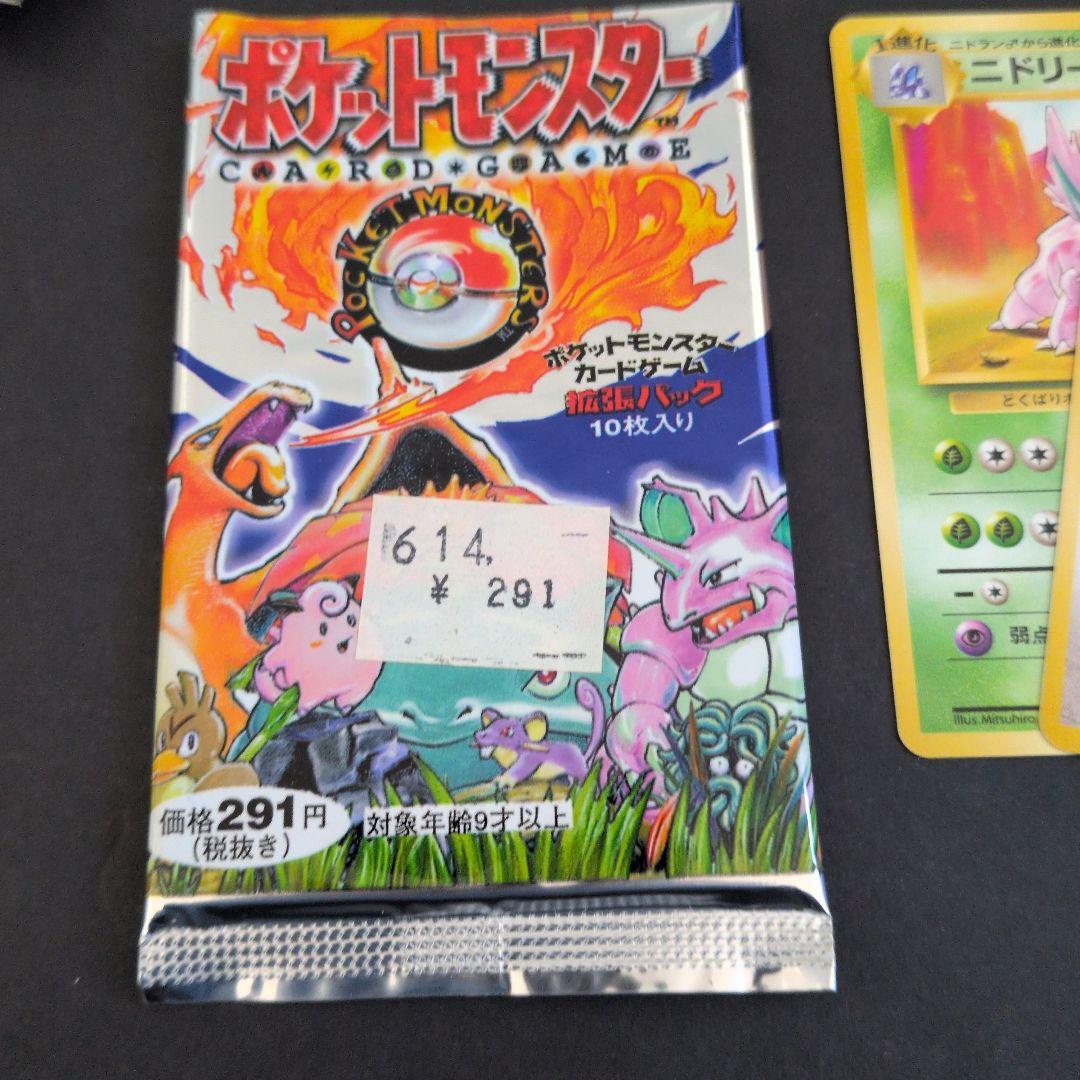 ポケットモンスター
TM
CARD GAME
POCKET MONSTERS
TM
ポケットモンスター
カードゲーム
拡張パック
10枚入り
614,
¥ 291
価格291円
(税抜き)
対象年齢9才以上
1進化 ニドラン♂から進化
ニドリー
どくばりポ
弱点
Illus.Mitsuhiro